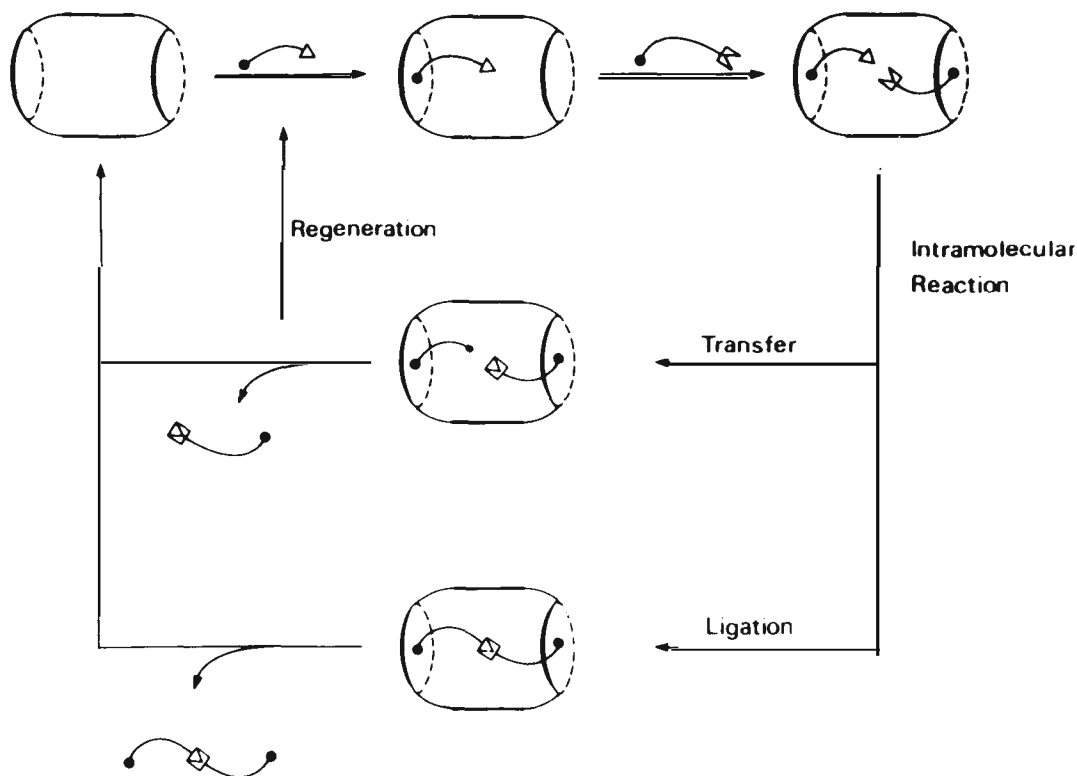 Regeneration
Intramolecular
Reaction
Transfer
Ligation